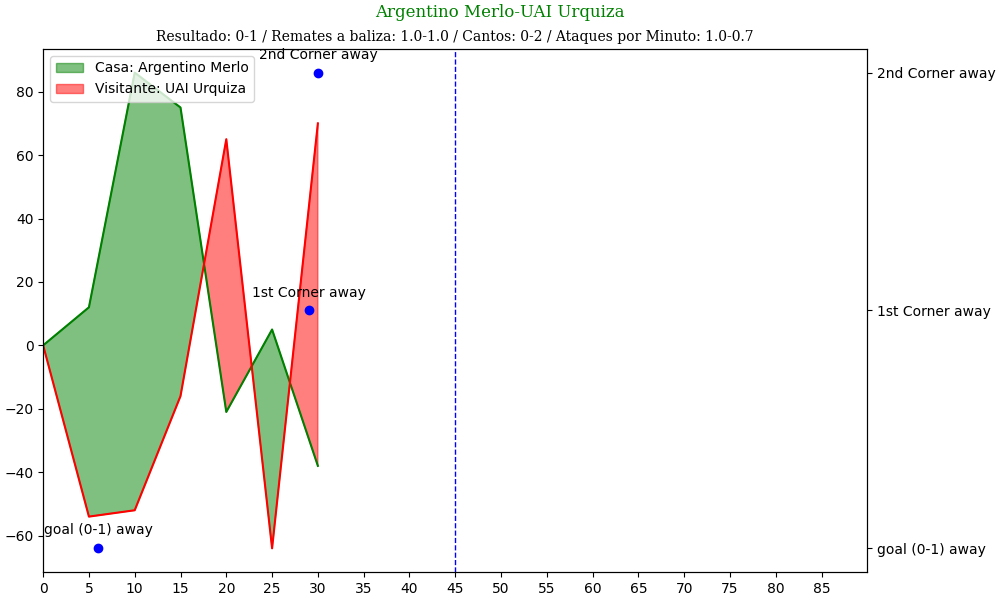 Argentino Merlo-UAI Urquiza
Resultado: 0-1 / Remates a baliza: 1.0-1.0 / Cantos: 0-2 / Ataques por Minuto: 1.0-0.7
Casa: Argentino Merlo
Visitante: UAI Urquiza
2nd Corner away
1st Corner away
goal (0-1) away
80
60
40
20
0
−20
−40
−60
2nd Corner away
1st Corner away
goal (0-1) away
0 5 10 15 20 25 30 35 40 45 50 55 60 65 70 75 80 85